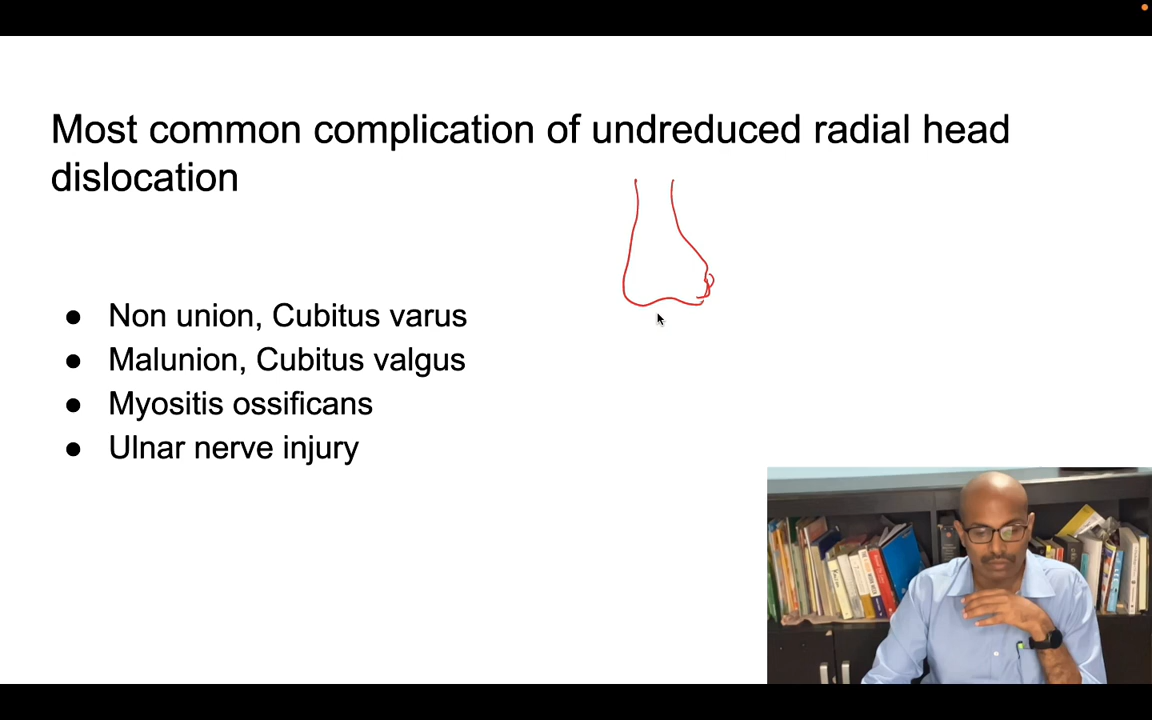 Most common complication of undreduced radial head
dislocation
● Non union, Cubitus varus
● Malunion, Cubitus valgus
● Myositis ossificans
● Ulnar nerve injury